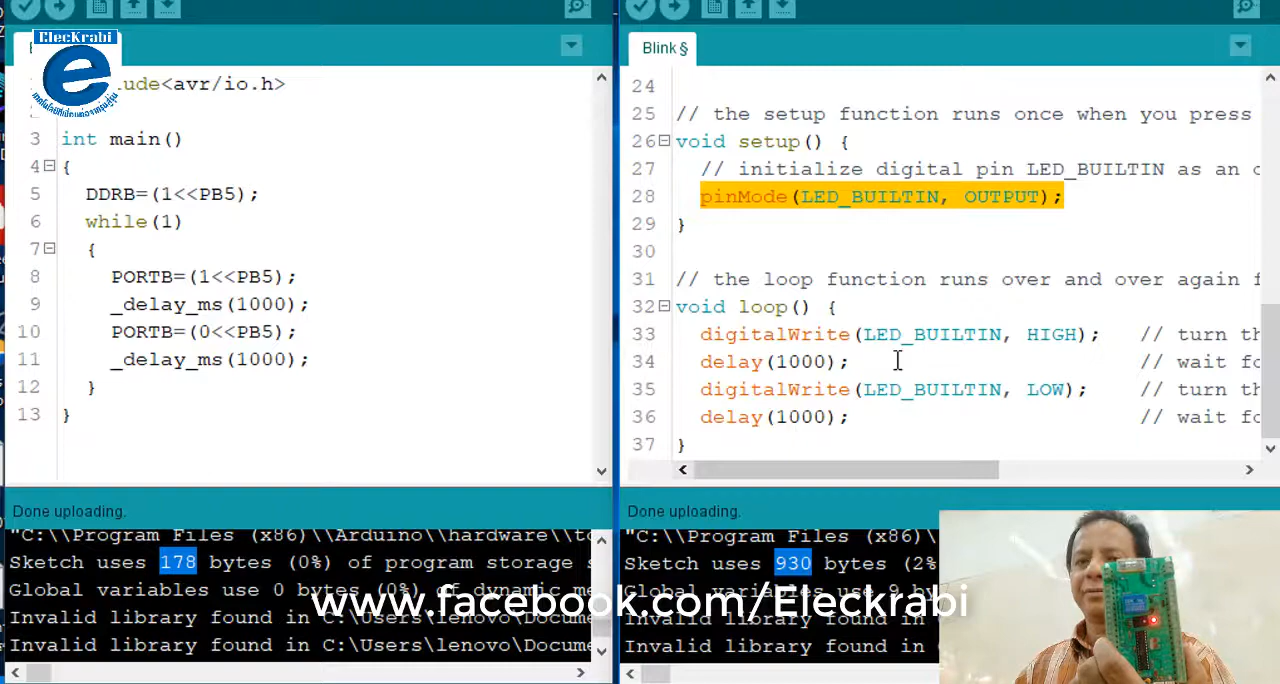 ElecKrabi
e
Blink §
lude<avr/io.h>
3 int main()
4 {
5 DDRB=(1<<PB5);
6 while(1)
7 {
8 PORTB=(1<<PB5);
9 _delay_ms(1000);
10 PORTB=(0<<PB5);
11 _delay_ms(1000);
12 }
13 }
24
25 // the setup function runs once when you press
26 void setup() {
27 // initialize digital pin LED_BUILTIN as an o
28 pinMode(LED_BUILTIN, OUTPUT);
29 }
30
31 // the loop function runs over and over again f
32 void loop() {
33 digitalWrite(LED_BUILTIN, HIGH); // turn th
34 delay(1000); // wait fo
35 digitalWrite(LED_BUILTIN, LOW); // turn th
36 delay(1000); // wait fo
37 }
Done uploading.
"C:\\Program Files (x86)\\Arduino\\hardware\\to
Sketch uses 178 bytes (0%) of program storage s
Global variables use 0 bytes (0%) of dynamic me
Invalid library found in C:\Users\lenovo\Docume
Invalid library found in C:\Users\lenovo\Docume
Done uploading.
"C:\\Program Files (x86)\
Sketch uses 930 bytes (2%
Global variables use 9 by
Invalid library found in
Invalid library found in
www.facebook.com/Eleckrabi